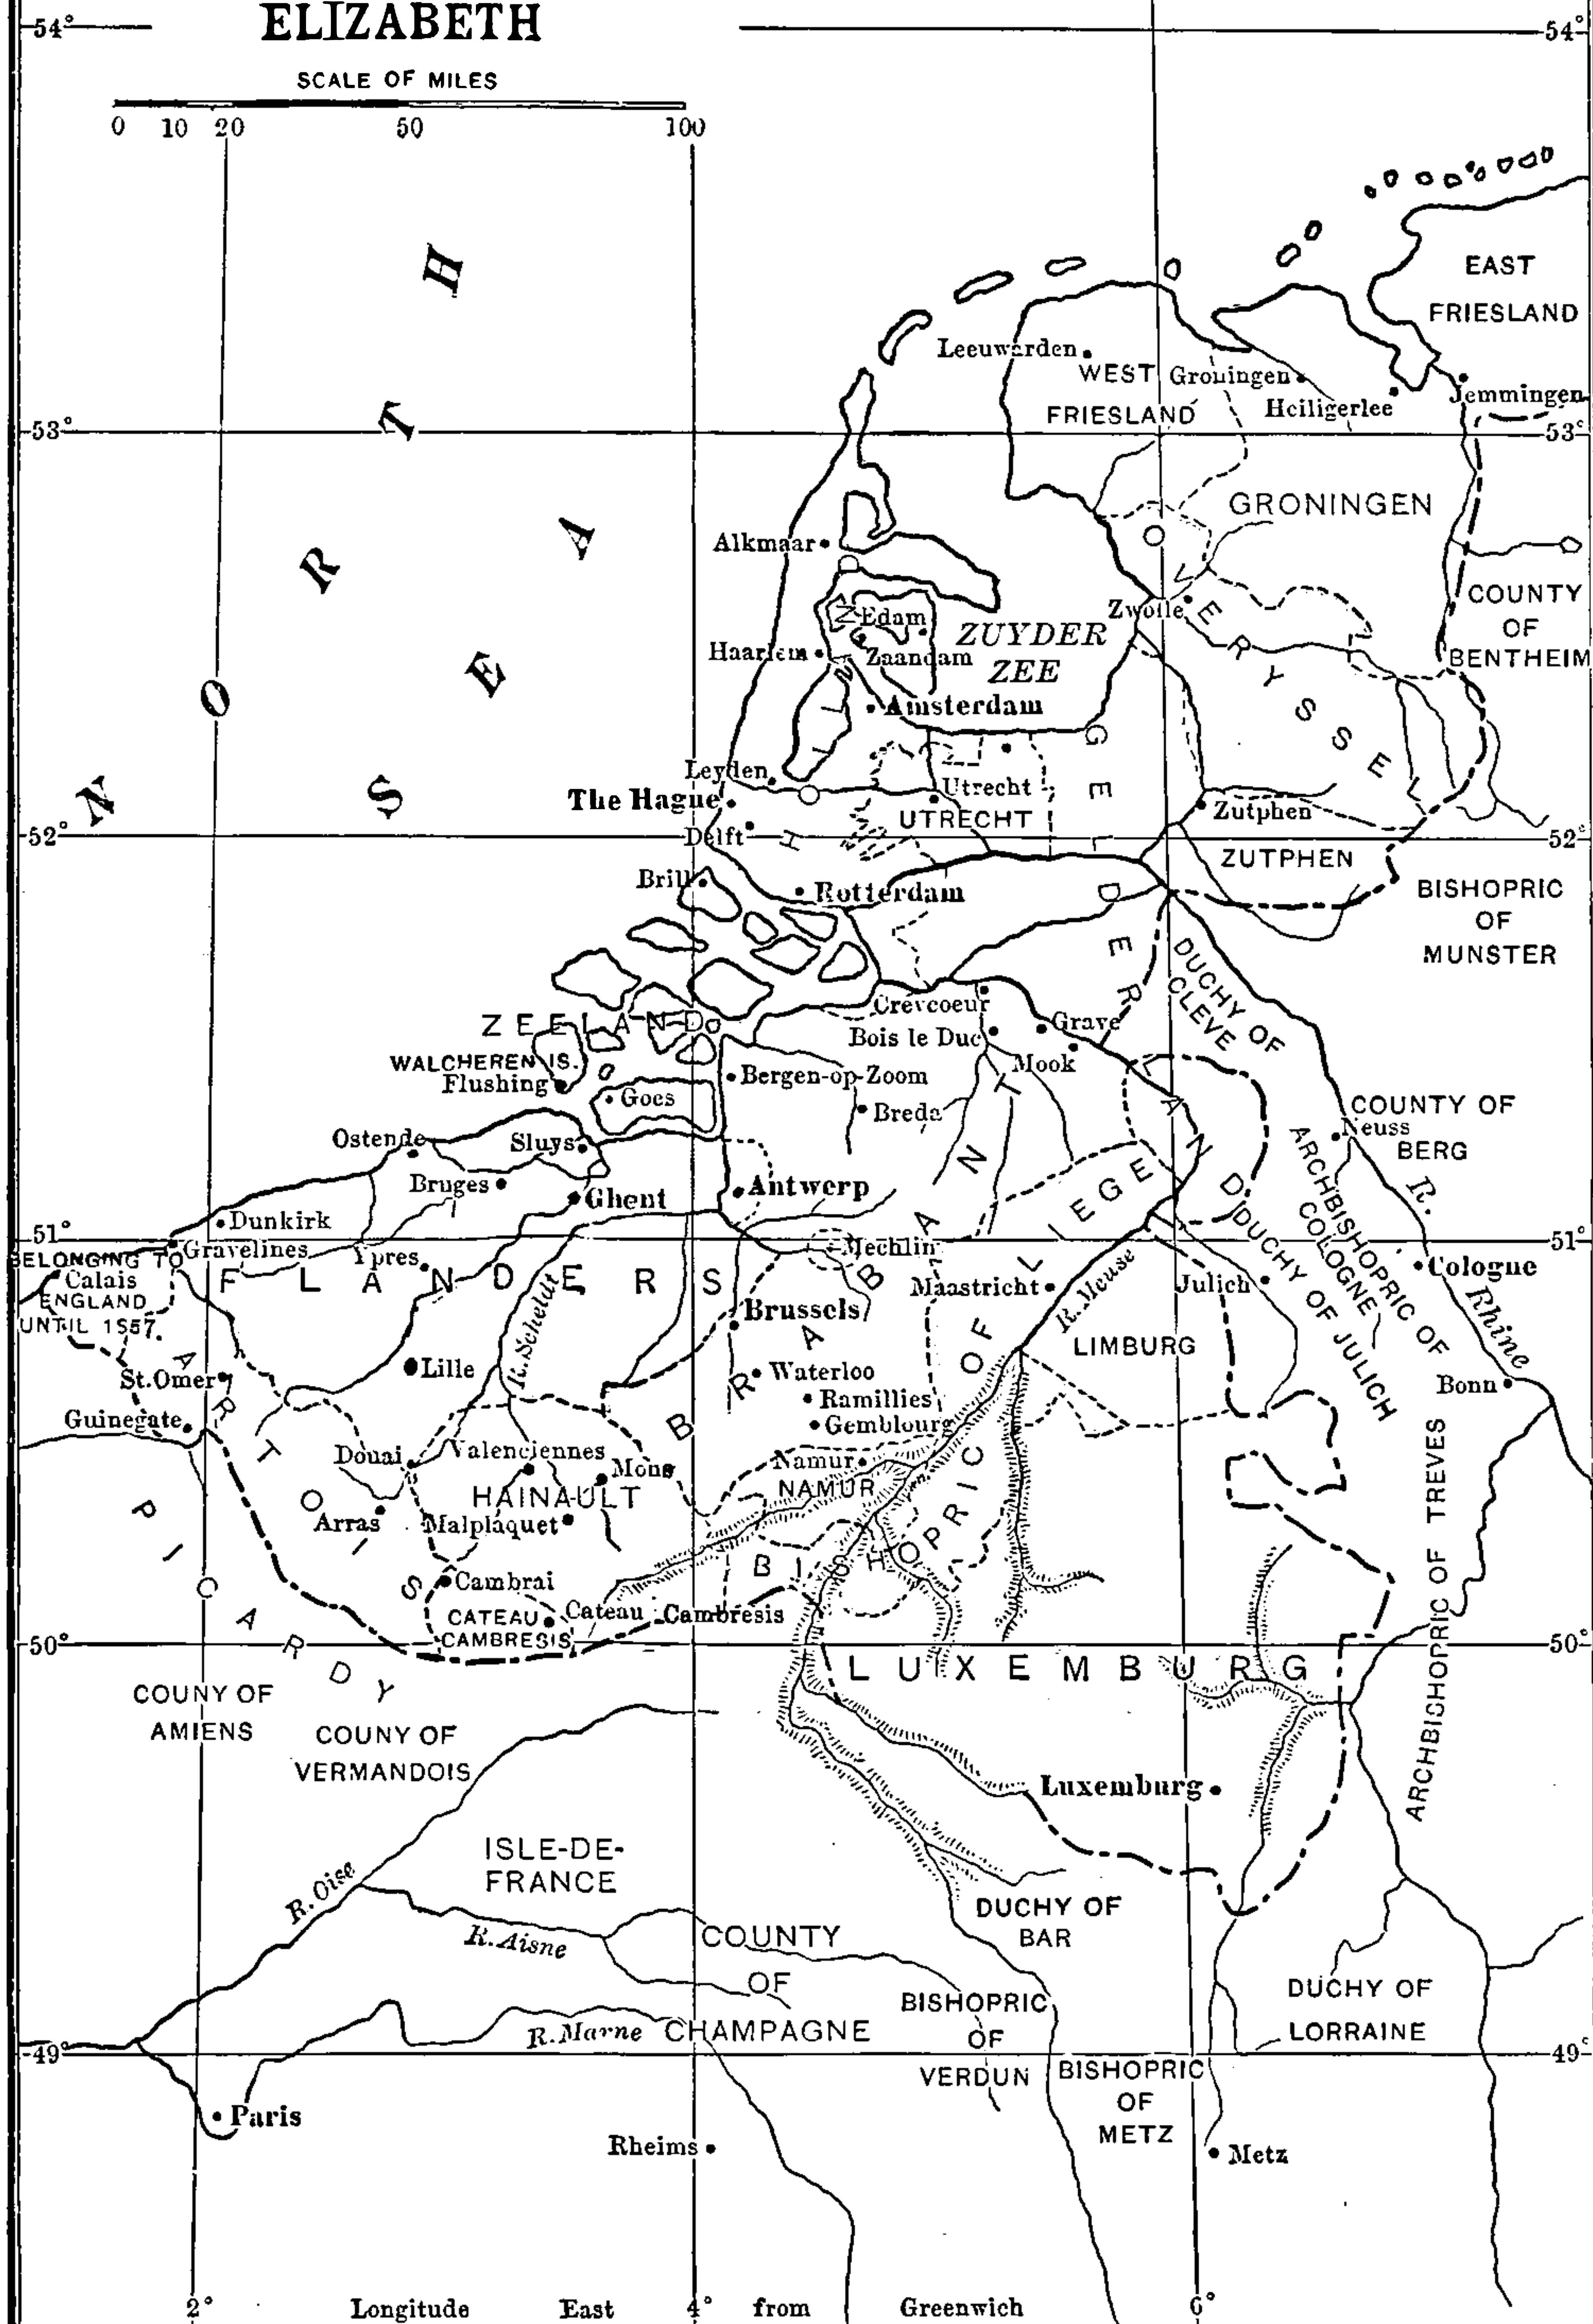 ELIZABETH
SCALE OF MILES
0 10 20 50 100
54° 54°
NORTH
SEA
EAST
FRIESLAND
Leeuwarden
WEST
FRIESLAND
Groningen
Heiligerlee
Jemmingen
53° 53°
GRONINGEN
Alkmaar
COUNTY
OF
BENTHEIM
Zwolle
OVERYSSEL
Edam
ZUYDER
ZEE
Haarlem
Zaandam
HOLLAND
Amsterdam
GELDERLAND
Leyden
The Hague
Utrecht
UTRECHT
Zutphen
Delft
52° 52°
ZUTPHEN
Brill
Rotterdam
BISHOPRIC
OF
MUNSTER
DUCHY OF
CLEVE
Crevcoeur
ZEELAND
Bois le Duc
Grave
WALCHEREN IS.
Mook
Flushing
Bergen-op-Zoom
Goes
Breda
COUNTY OF
BERG
Neuss
Ostende
Sluys
Bruges
Ghent
Antwerp
BRABANT
BISHOPRIC OF LIEGE
ARCHBISHOPRIC OF
COLOGNE
R. Rhine
Dunkirk
51° 51°
Gravelines
Ypres
Mechlin
BELONGING TO
Calais
ENGLAND
UNTIL 1557.
FLANDERS
Maastricht
R. Meuse
Julich
DUCHY OF JULICH
Cologne
R. Scheldt
Brussels
LIMBURG
St. Omer
Lille
Waterloo
Ramillies
Bonn
Guinegate
Gemblourg
ARTOIS
Douai
Valenciennes
Mons
Namur
NAMUR
HAINAULT
Arras
Malplaquet
PICARDY
ARCHBISHOPRIC OF TREVES
Cambrai
CATEAU
CAMBRESIS
Cateau Cambresis
50° 50°
LUXEMBURG
COUNY OF
AMIENS
COUNY OF
VERMANDOIS
Luxemburg
ISLE-DE-
FRANCE
R. Oise
R. Aisne
DUCHY OF
BAR
COUNTY
OF
CHAMPAGNE
BISHOPRIC
OF
VERDUN
DUCHY OF
LORRAINE
R. Marne
49° 49°
BISHOPRIC
OF
METZ
Paris
Rheims
Metz
2° Longitude East 4° from Greenwich 6°